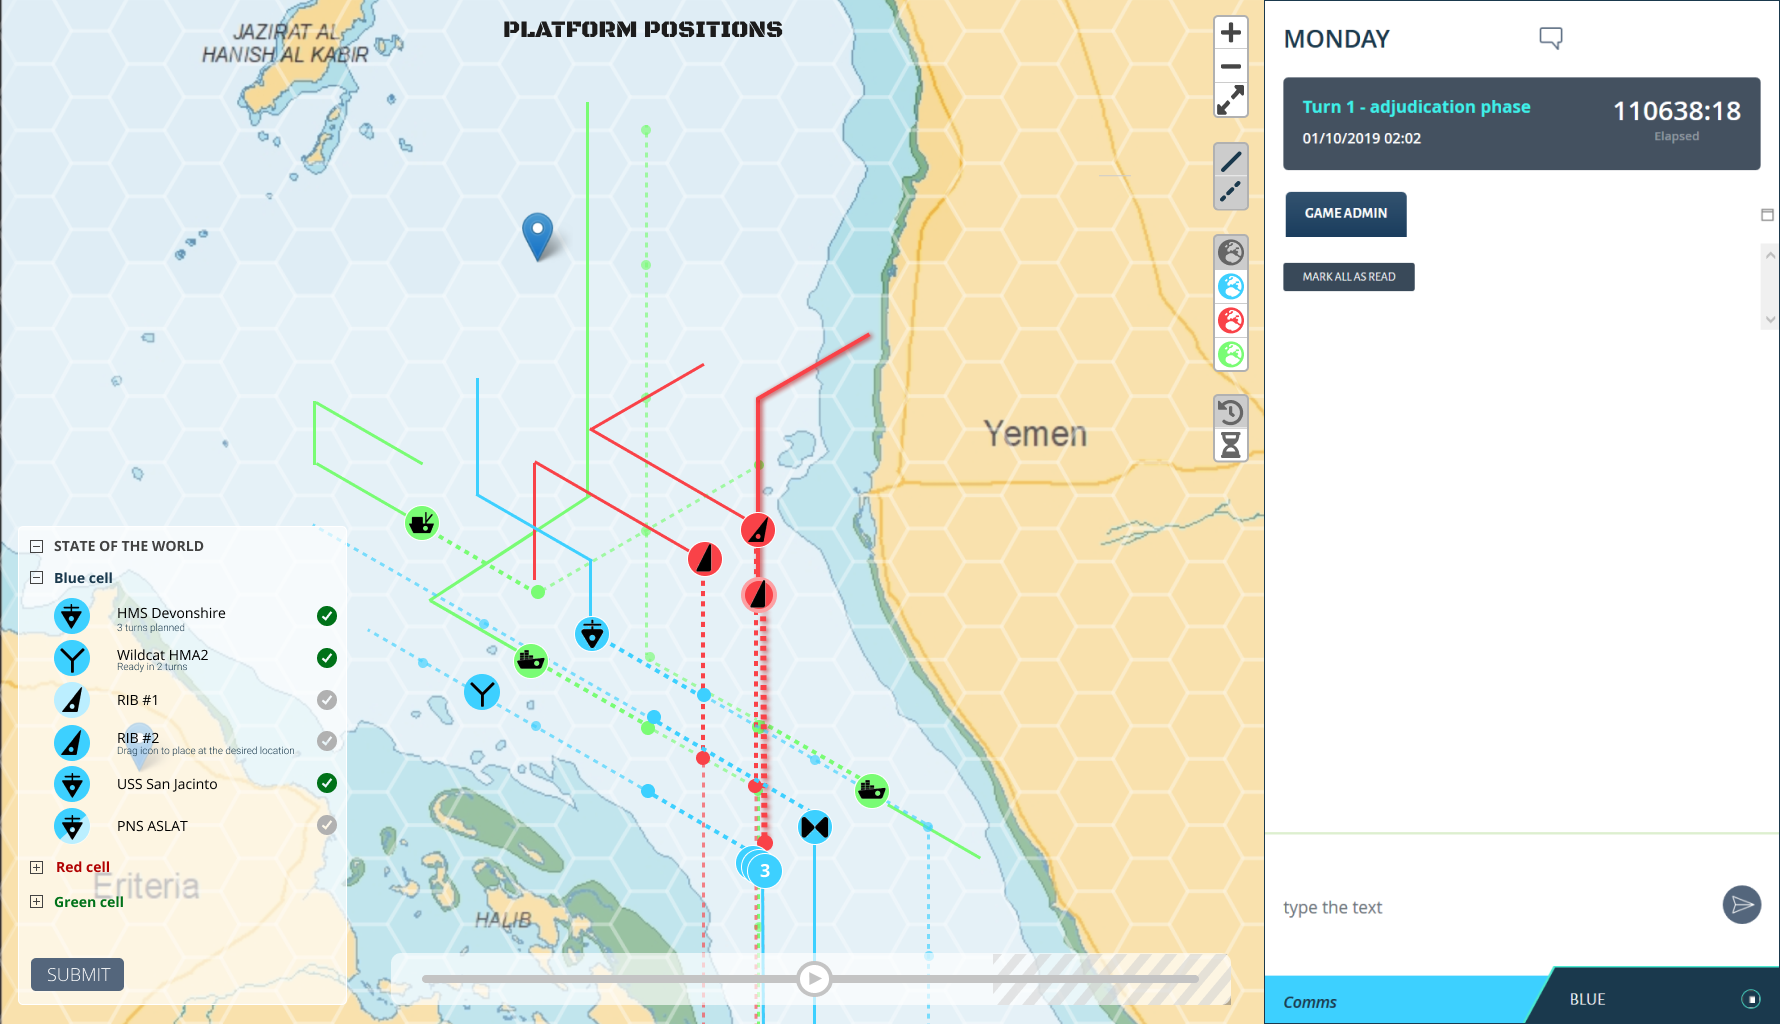 PLATFORM POSITIONS
JAZIRAT AL
HANISH AL KABIR
Yemen
STATE OF THE WORLD
Blue cell
HMS Devonshire
3 turns planned
Wildcat HMA2
Ready in 2 turns
RIB #1
RIB #2
Drag icon to place at the desired location
USS San Jacinto
PNS ASLAT
Red cell
Eriteria
Green cell
SUBMIT
HALIB
3
MONDAY
Turn 1 - adjudication phase
110638:18
01/10/2019 02:02
Elapsed
GAME ADMIN
MARK ALL AS READ
type the text
Comms
BLUE